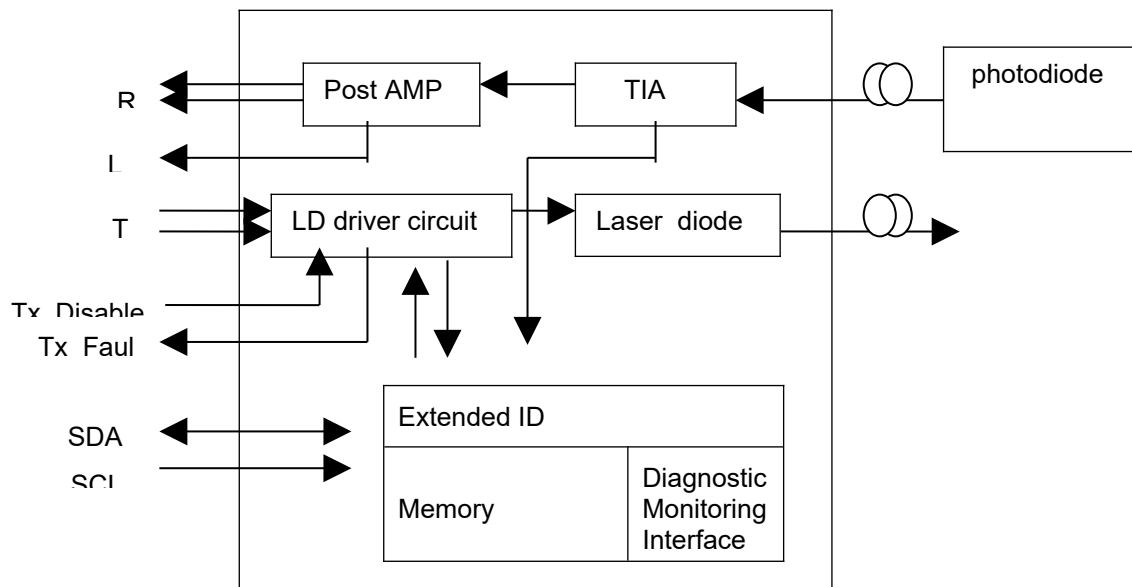 photodiode
Post AMP
TIA
R
L
LD driver circuit
Laser diode
T
Tx Disable
Tx Faul
Extended ID
SDA
SCL
Memory
Diagnostic
Monitoring
Interface